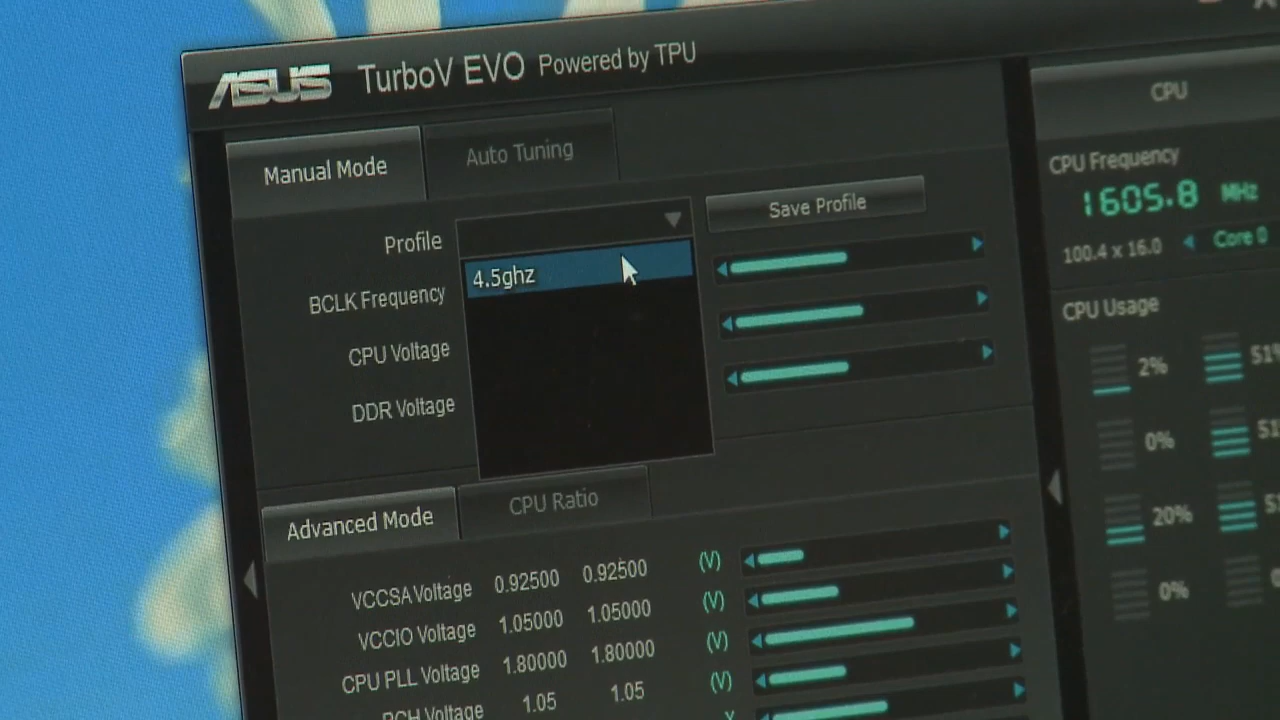 ASUS TurboV EVO Powered by TPU
Manual Mode
Auto Tuning
Profile
Save Profile
4.5ghz
BCLK Frequency
CPU Voltage
DDR Voltage
Advanced Mode
CPU Ratio
VCCSA Voltage 0.92500 0.92500 (V)
VCCIO Voltage 1.05000 1.05000 (V)
CPU PLL Voltage 1.80000 1.80000 (V)
PCH Voltage 1.05 1.05 (V)
CPU
CPU Frequency
1605.8 MHz
100.4 x 16.0 Core 0
CPU Usage
2% 51%
0%
20%
0%